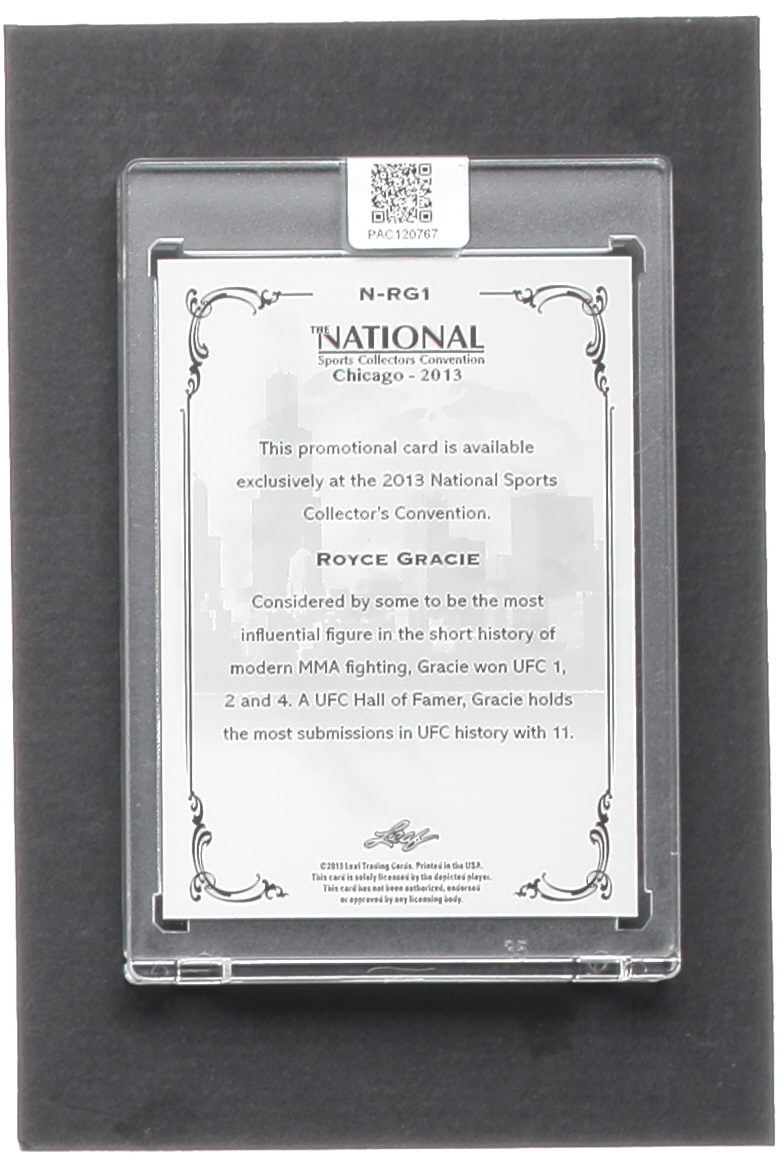 PAC120767
N-RG1
THE NATIONAL
Sports Collectors Convention
Chicago - 2013
This promotional card is available
exclusively at the 2013 National Sports
Collector's Convention.
ROYCE GRACIE
Considered by some to be the most
influential figure in the short history of
modern MMA fighting, Gracie won UFC 1,
2 and 4. A UFC Hall of Famer, Gracie holds
the most submissions in UFC history with 11.
Leaf
©2013 Leaf Trading Cards. Printed in the USA.
This card is solely licensed by the depicted player.
This card has not been authorized, endorsed
or approved by any licensing body.